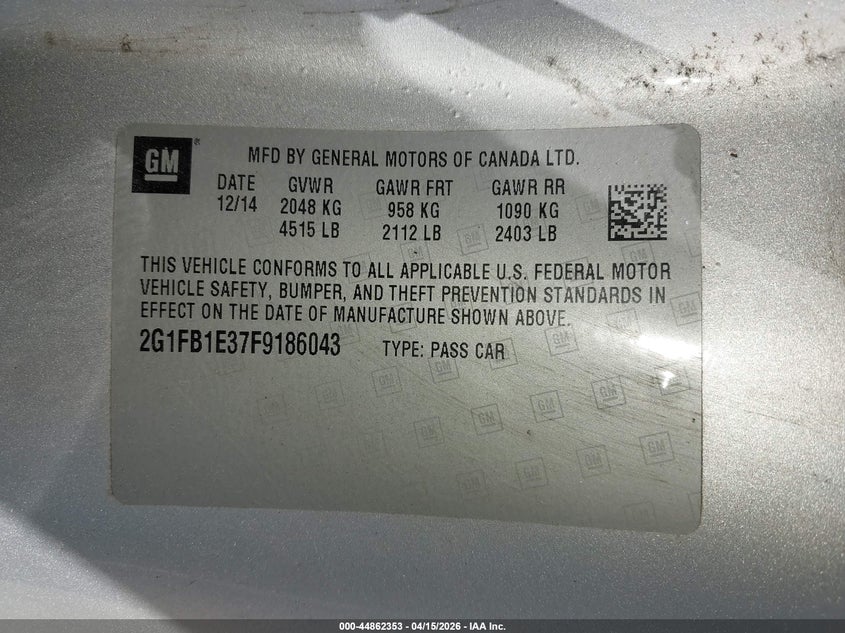 GM ®
MFD BY GENERAL MOTORS OF CANADA LTD.
DATE GVWR GAWR FRT GAWR RR
12/14 2048 KG 958 KG 1090 KG
4515 LB 2112 LB 2403 LB
THIS VEHICLE CONFORMS TO ALL APPLICABLE U.S. FEDERAL MOTOR
VEHICLE SAFETY, BUMPER, AND THEFT PREVENTION STANDARDS IN
EFFECT ON THE DATE OF MANUFACTURE SHOWN ABOVE.
2G1FB1E37F9186043 TYPE: PASS CAR
000-44862353 - 04/15/2026 - IAA Inc.